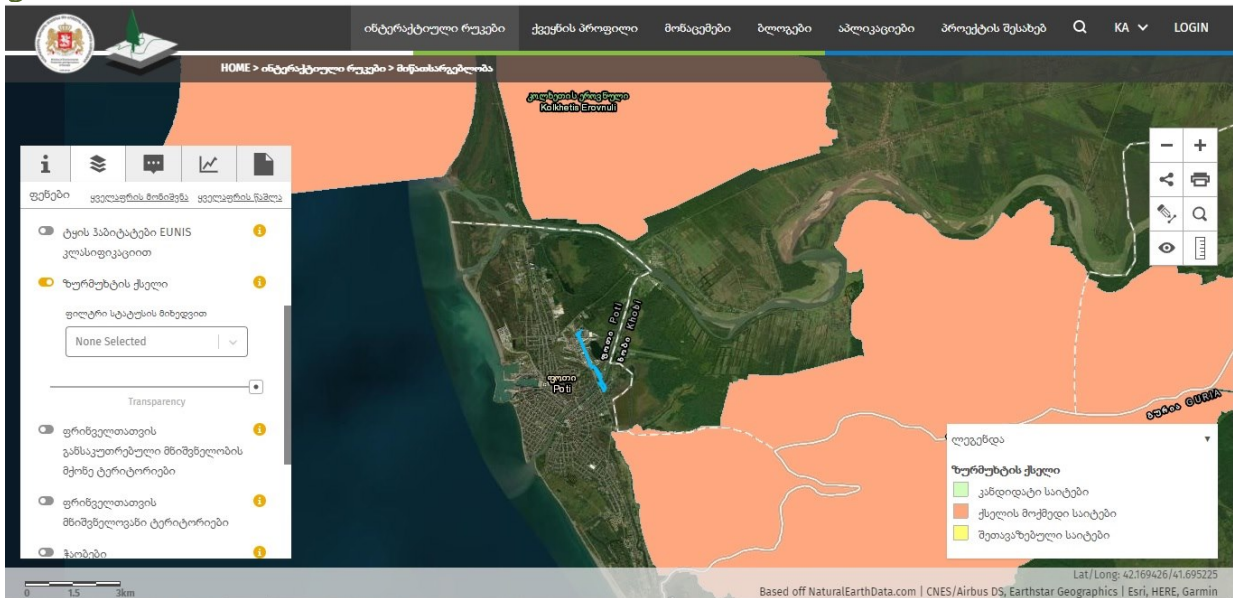 ინტერაქტიული რუკები ქვეყნის პროფილი მონაცემები ბლოგები აპლიკაციები პროექტის შესახებ KA LOGIN
HOME > ინტერაქტიული რუკები > მიწათსარგებლობა
კოლხეთის ეროვნული
Kolkhetis Erovnuli
ფენები ყველაფრის მონიშვნა ყველაფრის წაშლა
ტყის ჰაბიტატები EUNIS
კლასიფიკაციით
ზურმუხტის ქსელი
ფილტრი სტატუსის მიხედვით
None Selected
Transparency
ფრინველთათვის
განსაკუთრებული მნიშვნელობის
მქონე ტერიტორიები
ფრინველთათვის
მნიშვნელოვანი ტერიტორიები
ჭაობები
ფოთი Poti
ხობი Khobi
ფოთი
Poti
გურია GURIA
ლეგენდა
ზურმუხტის ქსელი
კანდიდატი საიტები
ქსელის მოქმედი საიტები
შეთავაზებული საიტები
0 1.5 3km
Lat/Long: 42.169426/41.695225
Based off NaturalEarthData.com | CNES/Airbus DS, Earthstar Geographics | Esri, HERE, Garmin